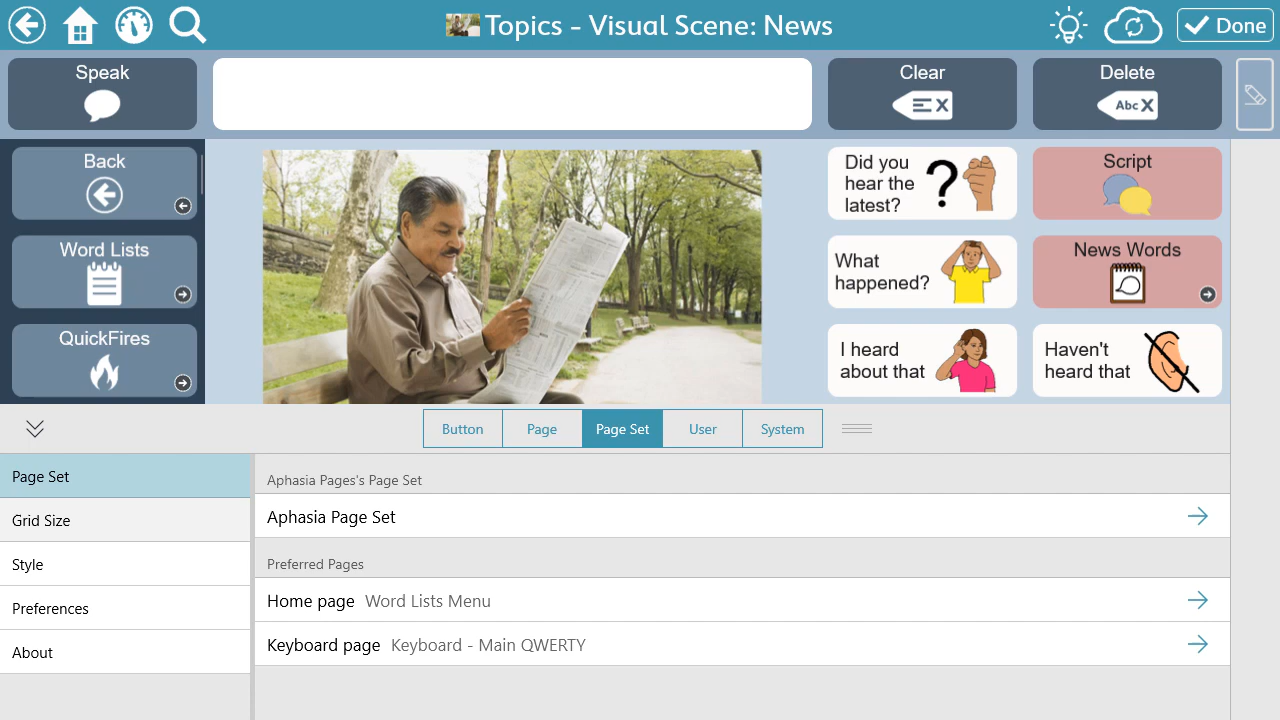 Topics - Visual Scene: News
Done
Speak
Clear
Delete
Abc X
Back
Word Lists
QuickFires
Did you
hear the
latest?
?
Script
What
happened?
News Words
I heard
about that
Haven't
heard that
Button
Page
Page Set
User
System
Page Set
Grid Size
Style
Preferences
About
Aphasia Pages's Page Set
Aphasia Page Set
Preferred Pages
Home page Word Lists Menu
Keyboard page Keyboard - Main QWERTY